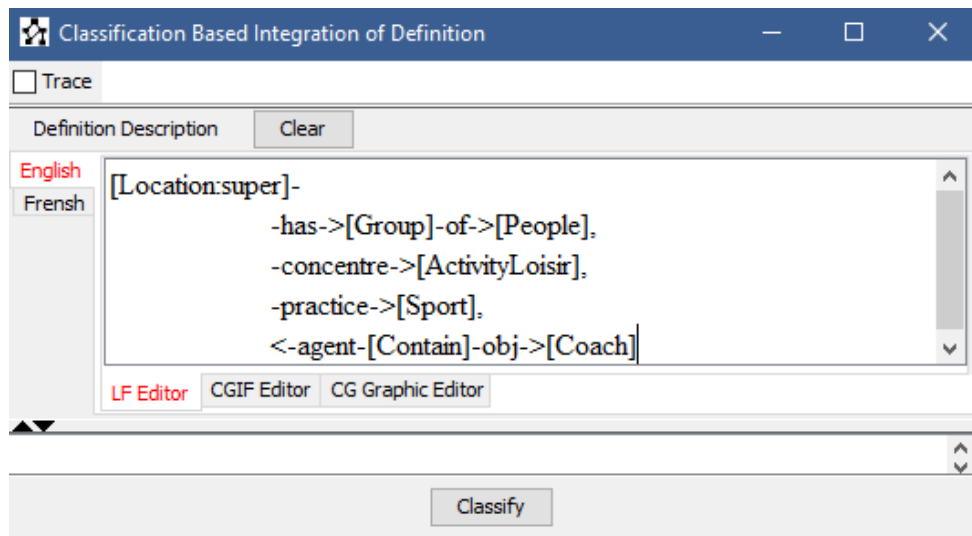 Classification Based Integration of Definition
Trace
Definition Description Clear
English
Frensh
[Location:super]-
-has->[Group]-of->[People],
-concentre->[ActivityLoisir],
-practice->[Sport],
<-agent-[Contain]-obj->[Coach]
LF Editor CGIF Editor CG Graphic Editor
Classify